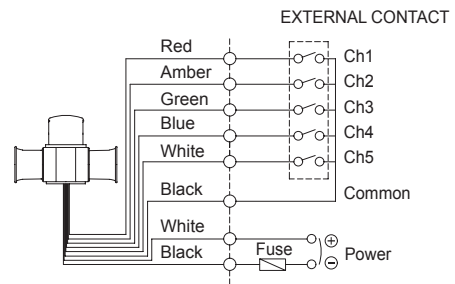 EXTERNAL CONTACT
Red Ch1
Amber Ch2
Green Ch3
Blue Ch4
White Ch5
Black Common
White ⊕
Black Fuse ⊖ Power